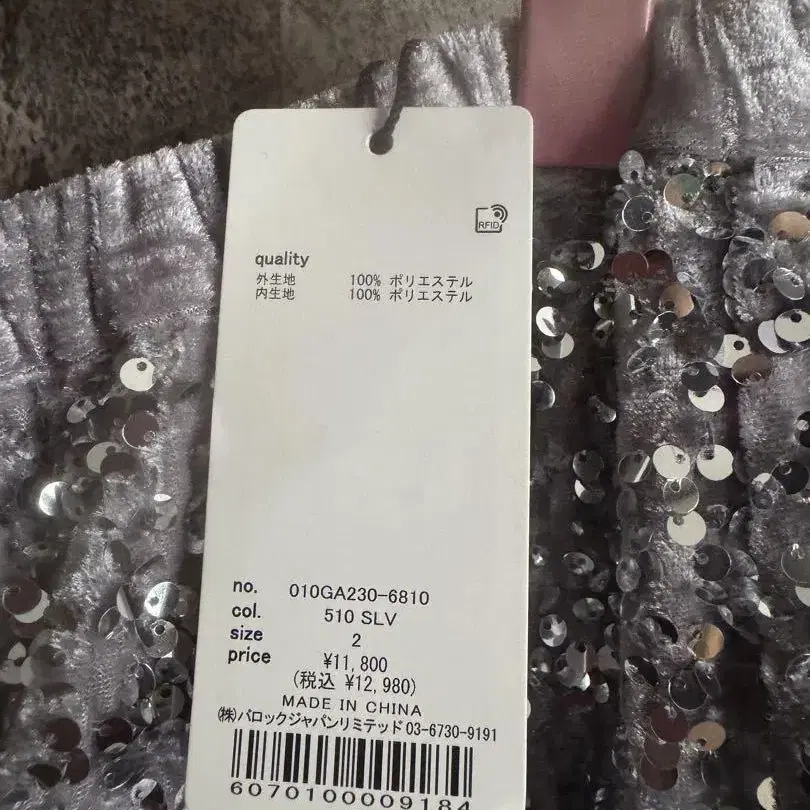 RFID
quality
外生地 100% ポリエステル
内生地 100% ポリエステル
no. 010GA230-6810
col. 510 SLV
size 2
price ¥11,800
(税込 ¥12,980)
MADE IN CHINA
(株)バロックジャパンリミテッド 03-6730-9191
6070100009184